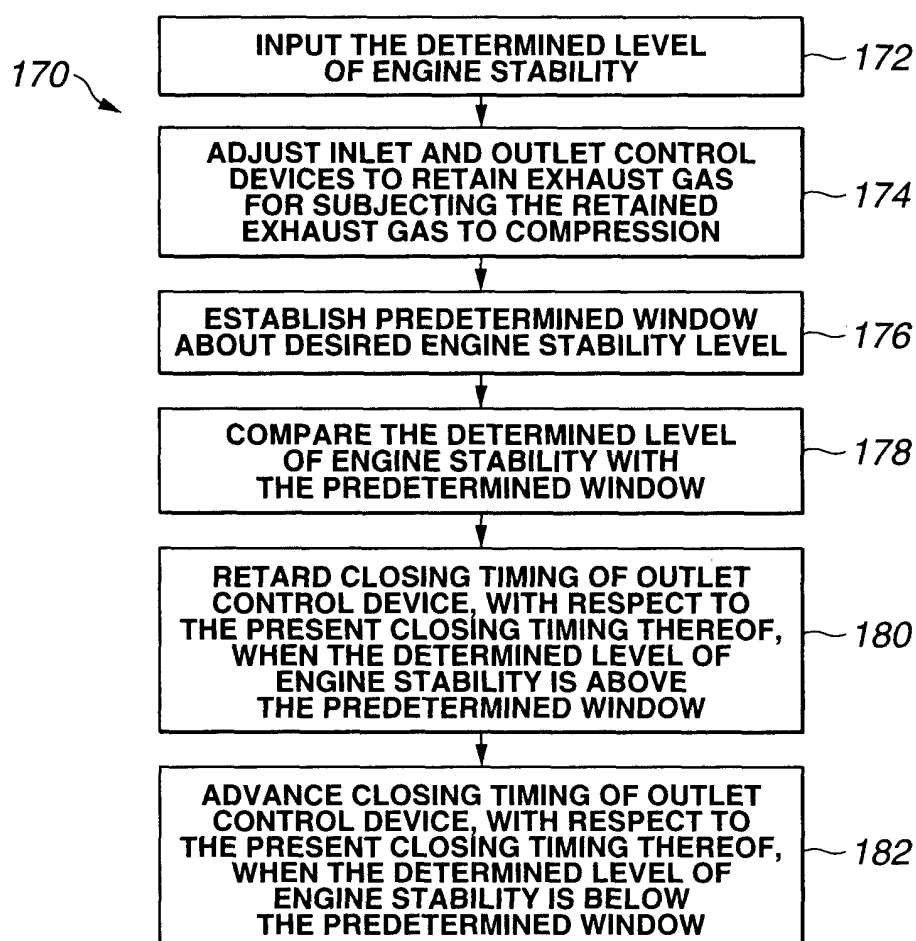 170
INPUT THE DETERMINED LEVEL
OF ENGINE STABILITY
172
ADJUST INLET AND OUTLET CONTROL
DEVICES TO RETAIN EXHAUST GAS
FOR SUBJECTING THE RETAINED
EXHAUST GAS TO COMPRESSION
174
ESTABLISH PREDETERMINED WINDOW
ABOUT DESIRED ENGINE STABILITY LEVEL
176
COMPARE THE DETERMINED LEVEL
OF ENGINE STABILITY WITH
THE PREDETERMINED WINDOW
178
RETARD CLOSING TIMING OF OUTLET
CONTROL DEVICE, WITH RESPECT TO
THE PRESENT CLOSING TIMING THEREOF,
WHEN THE DETERMINED LEVEL OF
ENGINE STABILITY IS ABOVE
THE PREDETERMINED WINDOW
180
ADVANCE CLOSING TIMING OF OUTLET
CONTROL DEVICE, WITH RESPECT TO
THE PRESENT CLOSING TIMING THEREOF,
WHEN THE DETERMINED LEVEL OF
ENGINE STABILITY IS BELOW
THE PREDETERMINED WINDOW
182